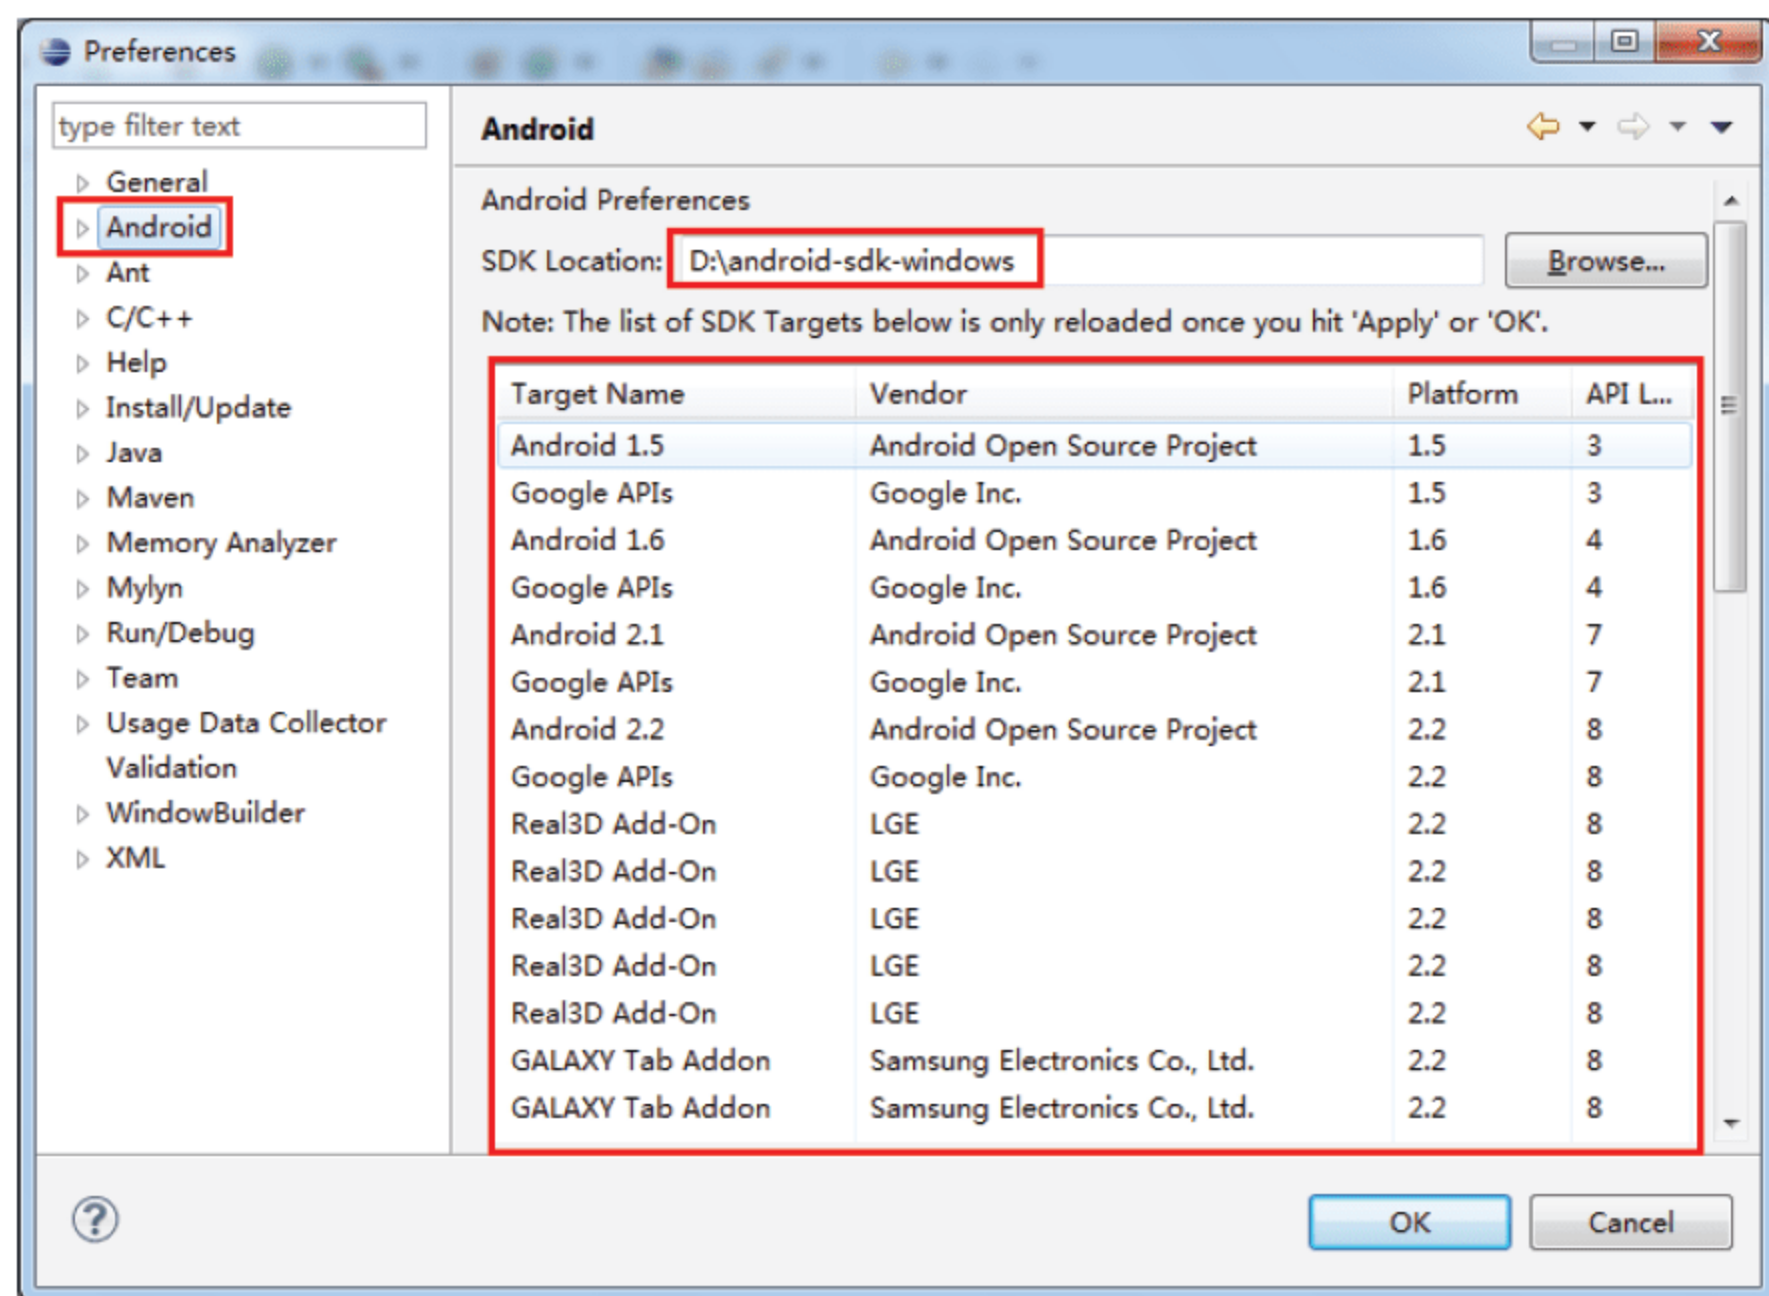 Preferences
type filter text
General
Android
Ant
C/C++
Help
Install/Update
Java
Maven
Memory Analyzer
Mylyn
Run/Debug
Team
Usage Data Collector
Validation
WindowBuilder
XML
Android
Android Preferences
SDK Location: D:\android-sdk-windows Browse...
Note: The list of SDK Targets below is only reloaded once you hit 'Apply' or 'OK'.
Target Name Vendor Platform API L...
Android 1.5 Android Open Source Project 1.5 3
Google APIs Google Inc. 1.5 3
Android 1.6 Android Open Source Project 1.6 4
Google APIs Google Inc. 1.6 4
Android 2.1 Android Open Source Project 2.1 7
Google APIs Google Inc. 2.1 7
Android 2.2 Android Open Source Project 2.2 8
Google APIs Google Inc. 2.2 8
Real3D Add-On LGE 2.2 8
Real3D Add-On LGE 2.2 8
Real3D Add-On LGE 2.2 8
Real3D Add-On LGE 2.2 8
Real3D Add-On LGE 2.2 8
GALAXY Tab Addon Samsung Electronics Co., Ltd. 2.2 8
GALAXY Tab Addon Samsung Electronics Co., Ltd. 2.2 8
? OK Cancel